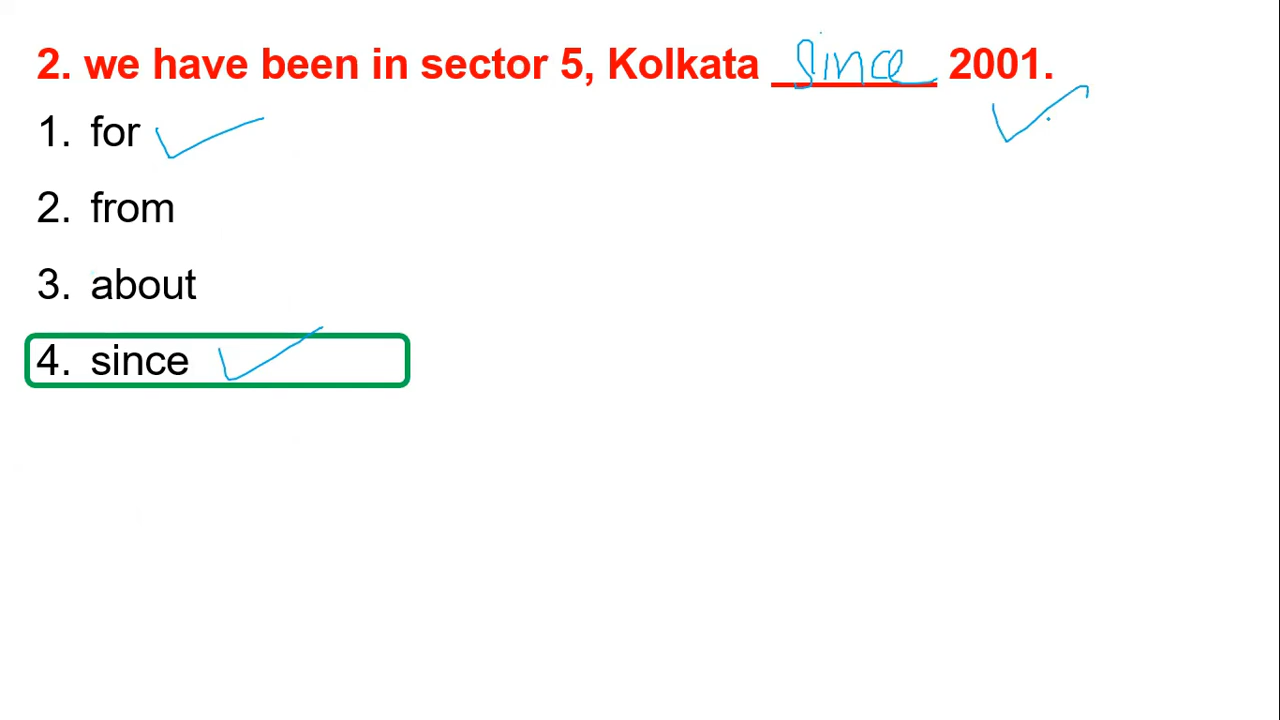 2. we have been in sector 5, Kolkata since 2001.
1. for
2. from
3. about
4. since